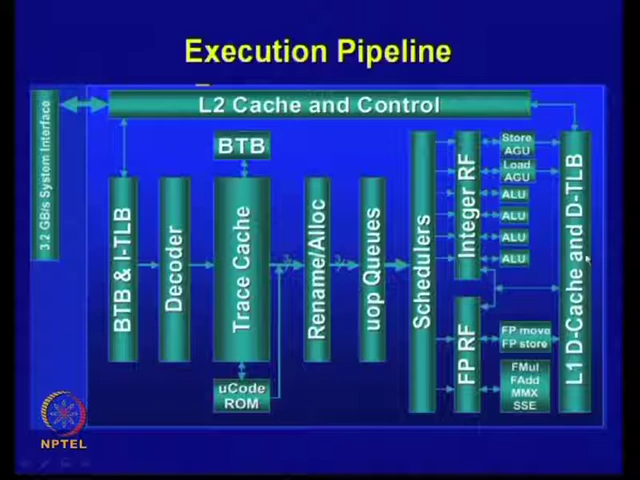 Execution Pipeline
3.2 GB/s System Interface
L2 Cache and Control
BTB & I-TLB
Decoder
BTB
Trace Cache
uCode
ROM
3
Rename/Alloc
3
uop Queues
Schedulers
Integer RF
FP RF
Store
AGU
Load
AGU
ALU
ALU
ALU
ALU
FP move
FP store
FMul
FAdd
MMX
SSE
L1 D-Cache and D-TLB
NPTEL